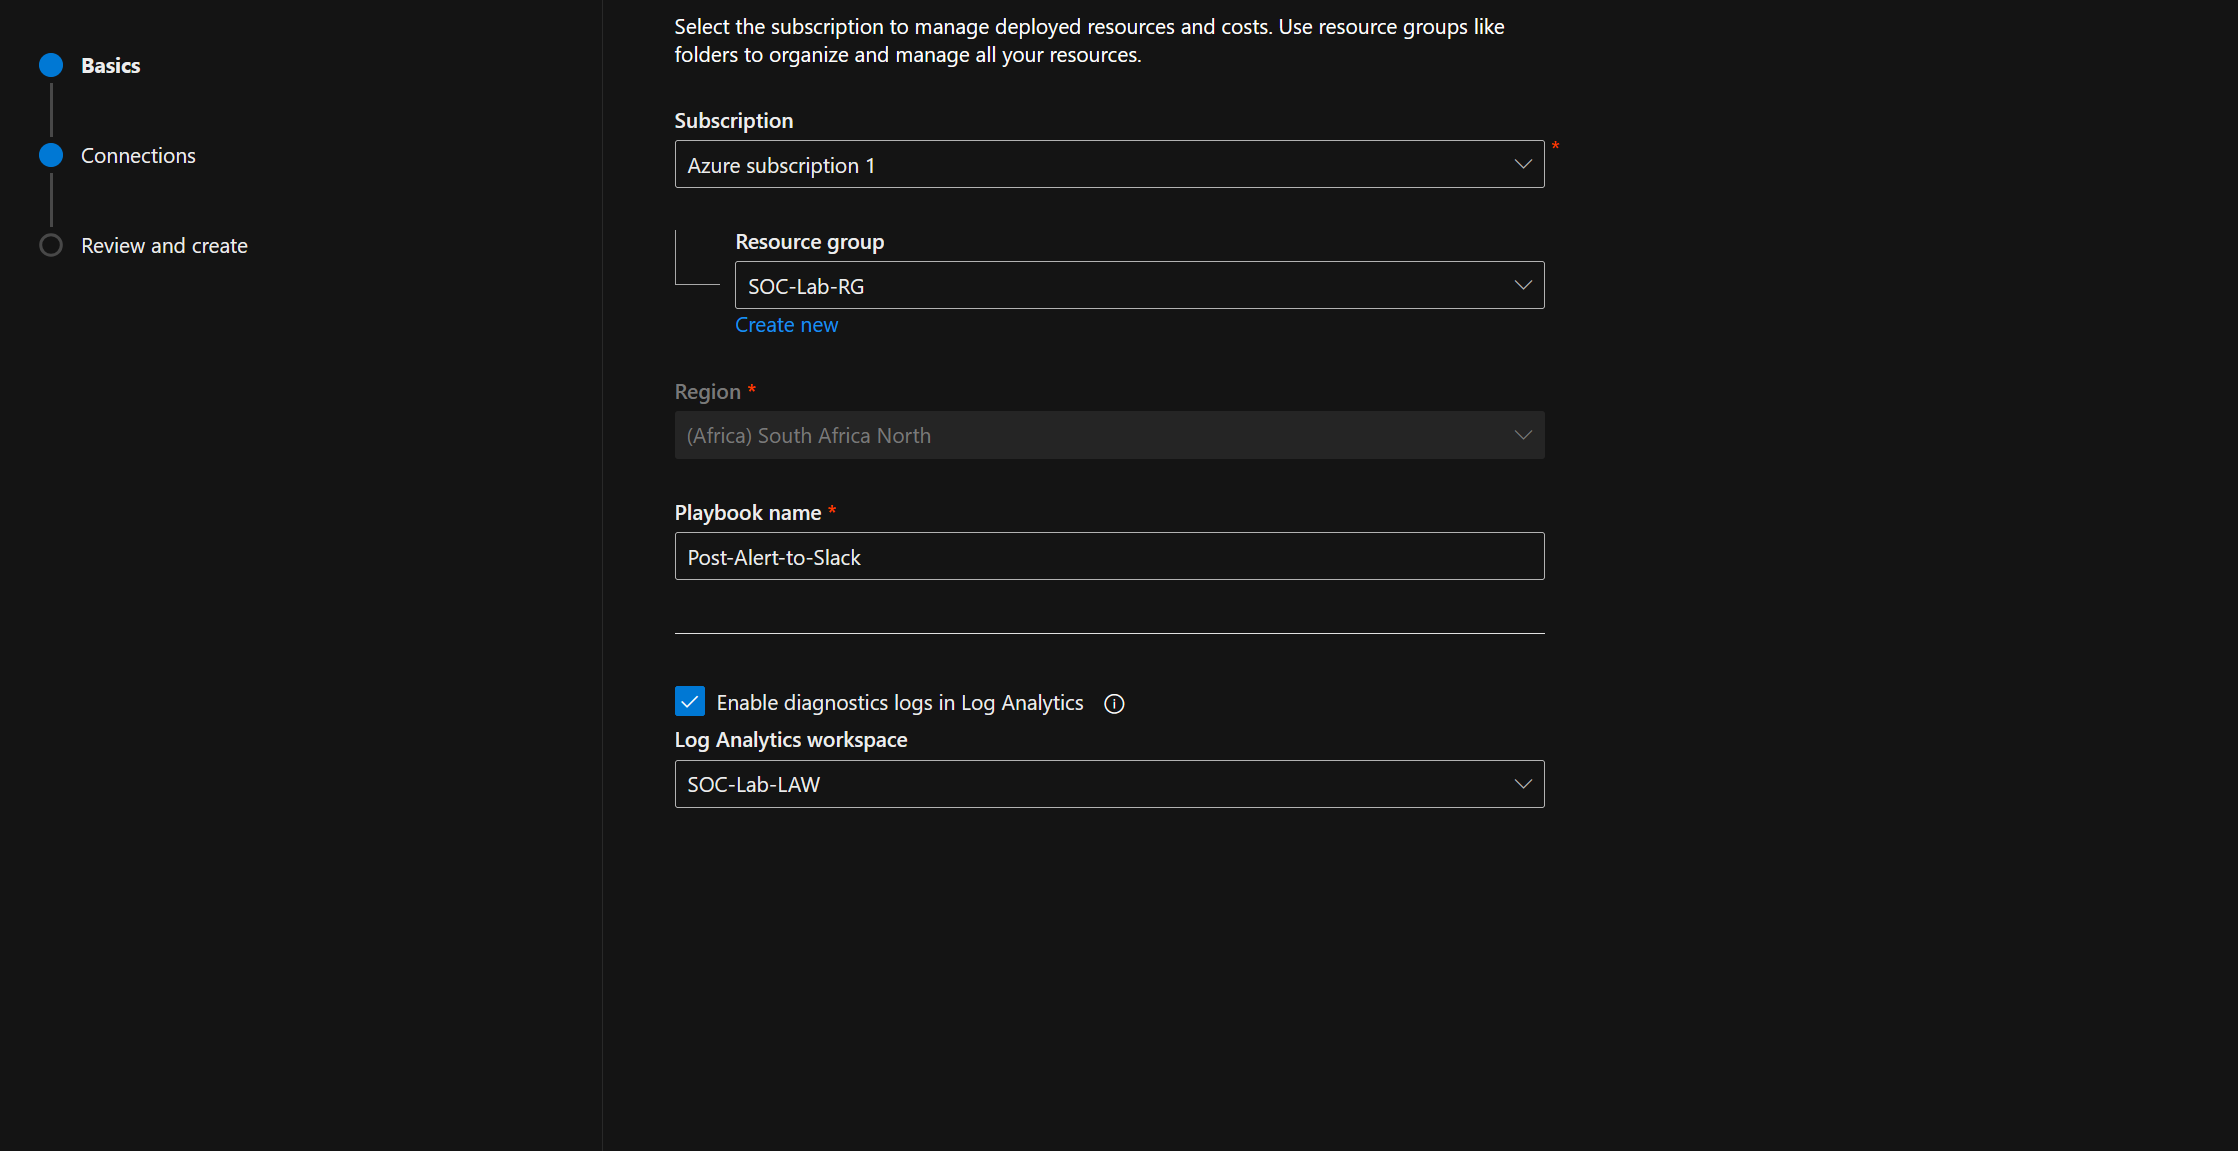 Basics
Connections
Review and create
Select the subscription to manage deployed resources and costs. Use resource groups like
folders to organize and manage all your resources.
Subscription
Azure subscription 1
*
Resource group
SOC-Lab-RG
Create new
Region *
(Africa) South Africa North
Playbook name *
Post-Alert-to-Slack
Enable diagnostics logs in Log Analytics
Log Analytics workspace
SOC-Lab-LAW